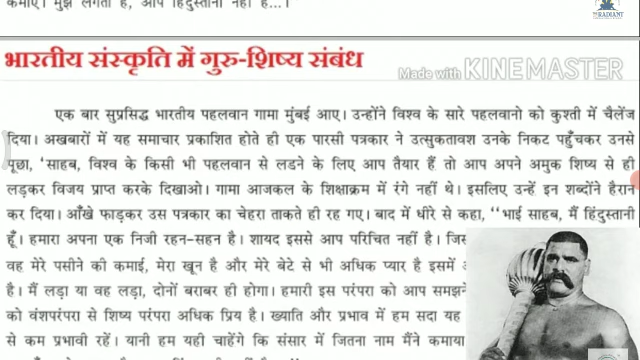 कमाए। मुझे लगता है, आप हिंदुस्तानी नहीं हैं...।
THE RADIANT
भारतीय संस्कृति में गुरु-शिष्य संबंध
Made with KINEMASTER
एक बार सुप्रसिद्ध भारतीय पहलवान गामा मुंबई आए। उन्होंने विश्व के सारे पहलवानो को कुश्ती में चैलेंज
दिया। अखबारों में यह समाचार प्रकाशित होते ही एक पारसी पत्रकार ने उत्सुकतावश उनके निकट पहुँचकर उनसे
पूछा, 'साहब, विश्व के किसी भी पहलवान से लडने के लिए आप तैयार हैं तो आप अपने अमुक शिष्य से ही
लड़कर विजय प्राप्त करके दिखाओ। गामा आजकल के शिक्षाक्रम में रंगे नहीं थे। इसलिए उन्हें इन शब्दोंने हैरान
कर दिया। आँखे फाड़कर उस पत्रकार का चेहरा ताकते ही रह गए। बाद में धीरे से कहा, ''भाई साहब, मैं हिंदुस्तानी
हूँ। हमारा अपना एक निजी रहन-सहन है। शायद इससे आप परिचित नहीं है। जिस
वह मेरे पसीने की कमाई, मेरा खून है और मेरे बेटे से भी अधिक प्यार है इसमें
है। मैं लड़ा या वह लड़ा, दोनों बराबर ही होगा। हमारी इस परंपरा को आप समझने
को वंशपरंपरा से शिष्य परंपरा अधिक प्रिय है। ख्याति और प्रभाव में हम सदा यह
से कम प्रभावी रहें। यानी हम यही चाहेंगे कि संसार में जितना नाम मैंने कमाया